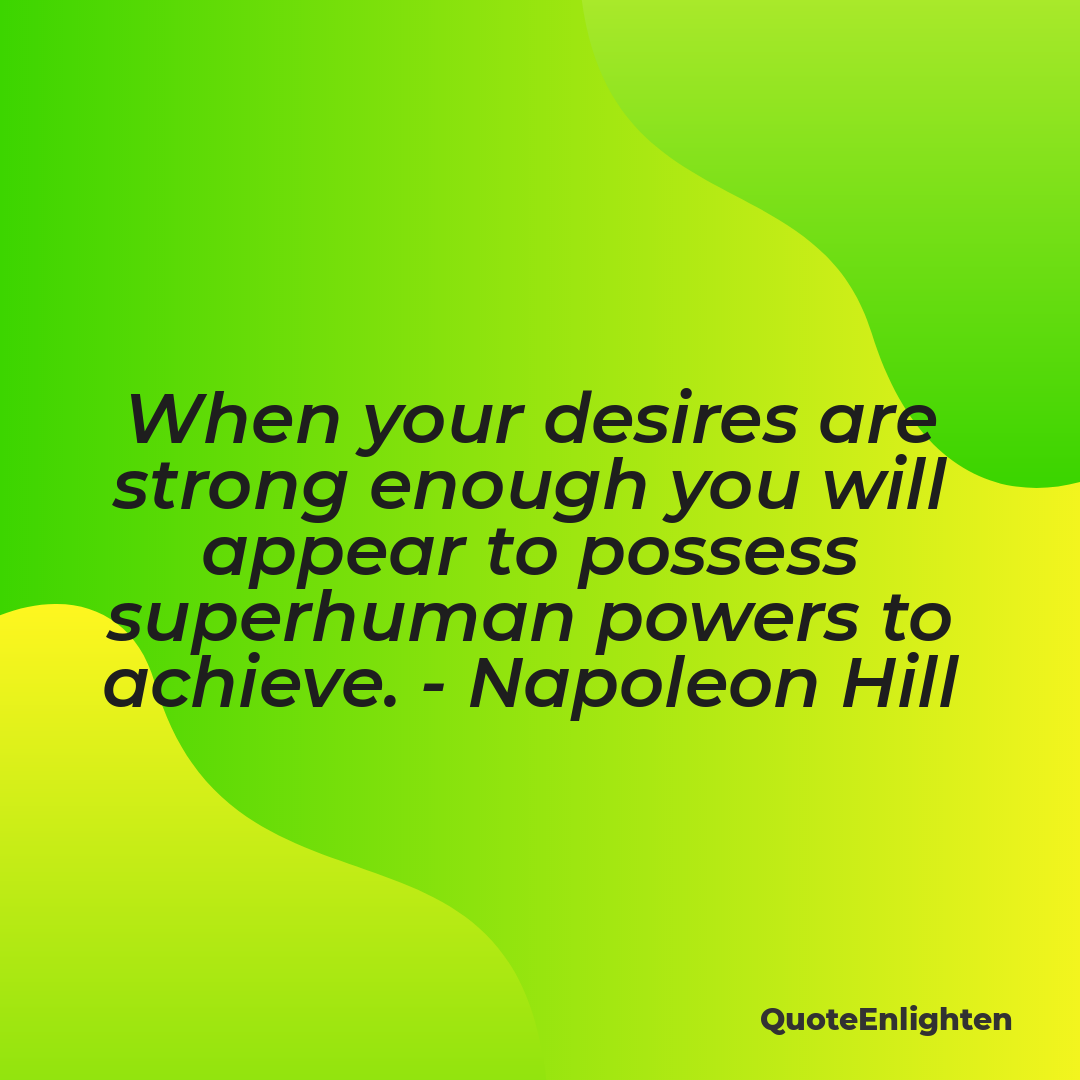 When your desires are
strong enough you will
appear to possess
superhuman powers to
achieve. - Napoleon Hill
QuoteEnlighten